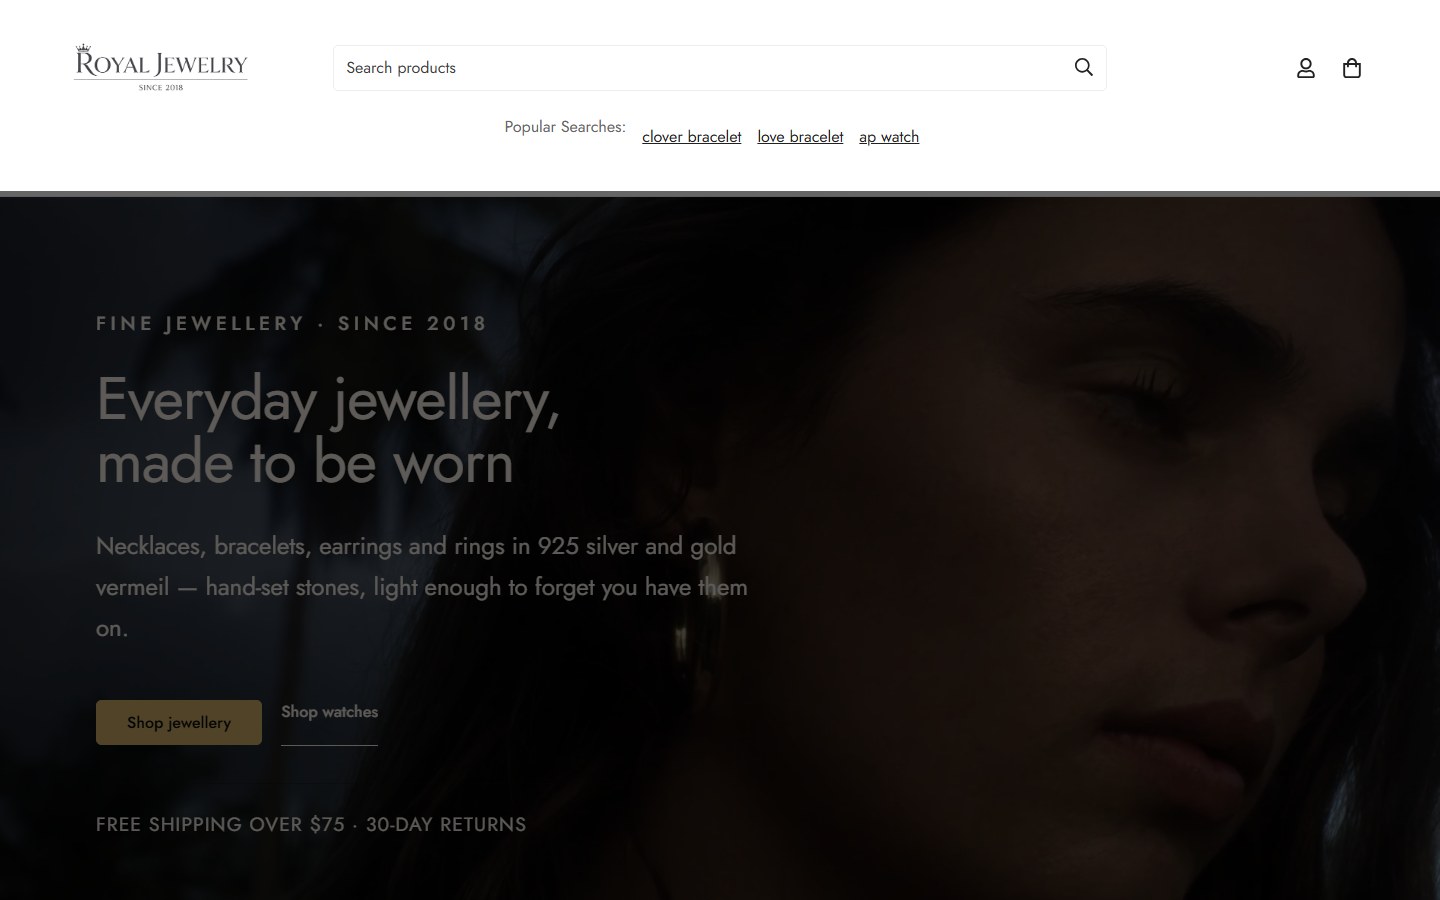 ROYAL JEWELRY
SINCE 2018
Search products
Popular Searches:
clover bracelet love bracelet ap watch
FINE JEWELLERY · SINCE 2018
Everyday jewellery,
made to be worn
Necklaces, bracelets, earrings and rings in 925 silver and gold
vermeil — hand-set stones, light enough to forget you have them
on.
Shop jewellery
Shop watches
FREE SHIPPING OVER $75 · 30-DAY RETURNS